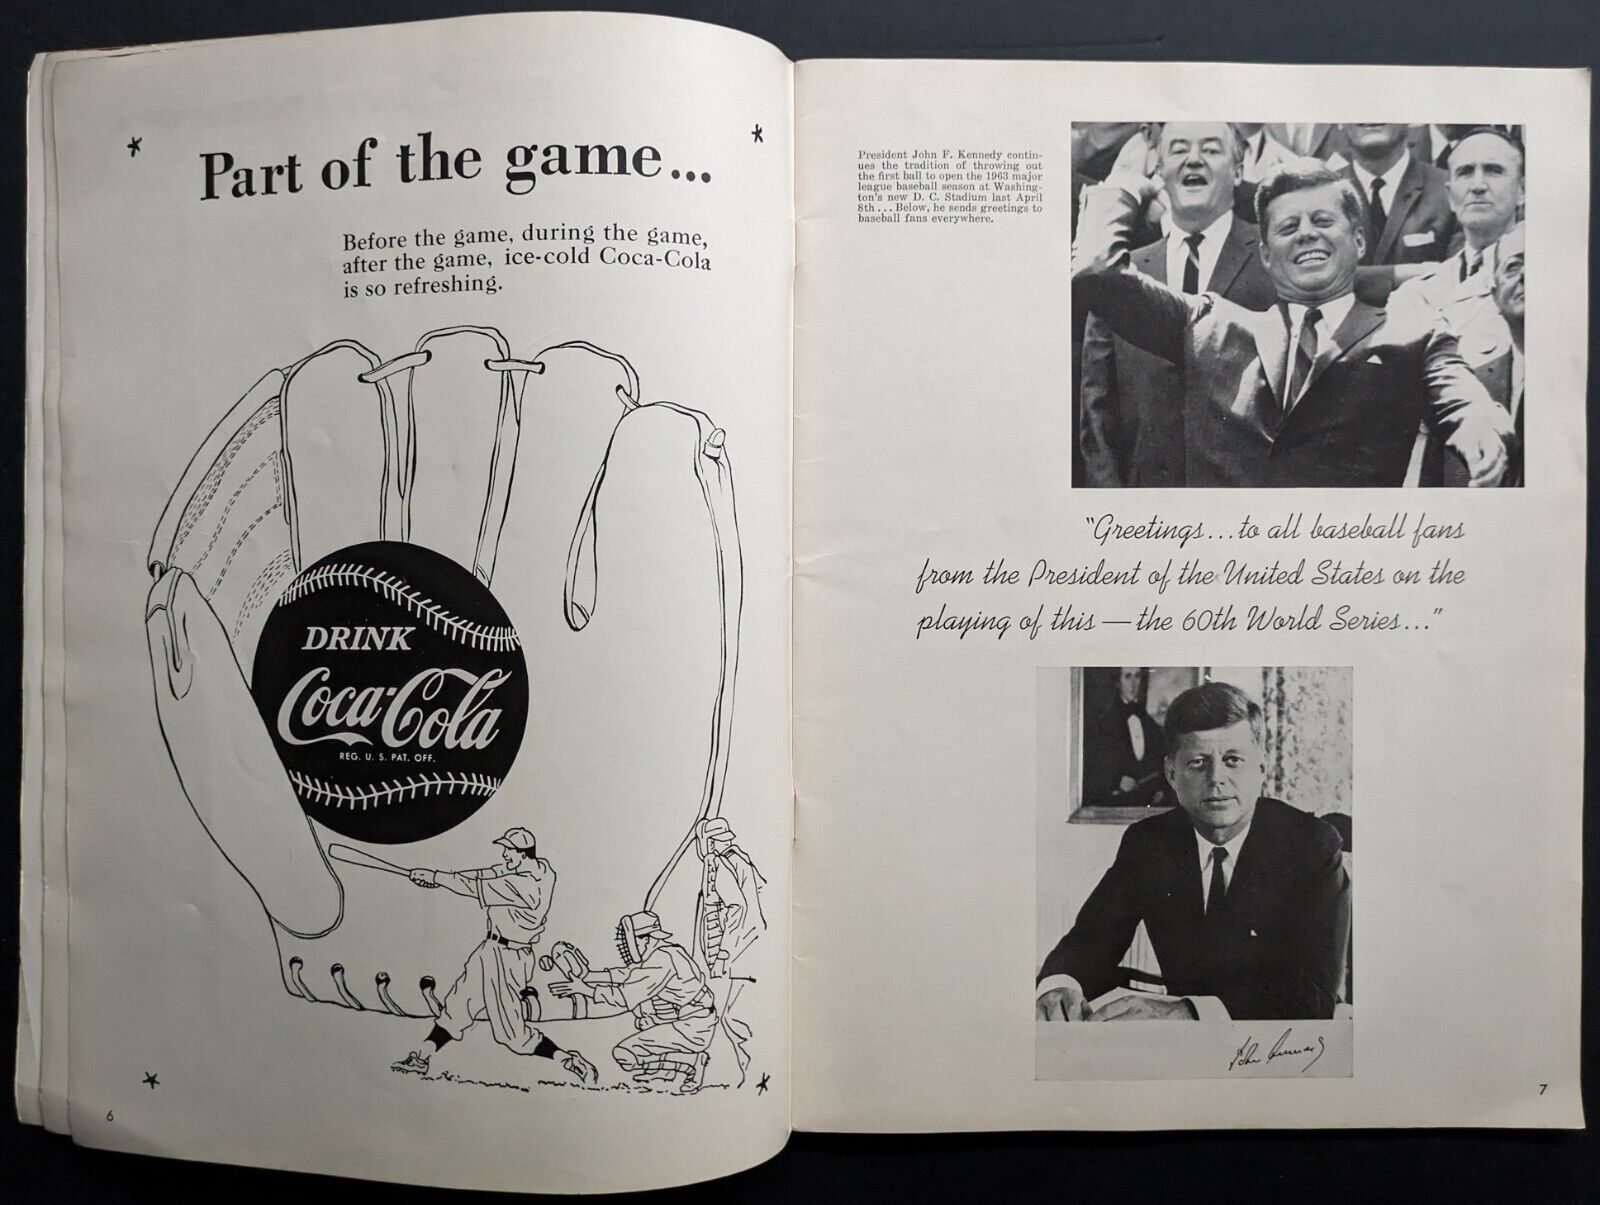 Part of the game...
Before the game, during the game,
after the game, ice-cold Coca-Cola
is so refreshing.
DRINK
Coca-Cola
REG. U. S. PAT. OFF.
6
President John F. Kennedy contin-
ues the tradition of throwing out
the first ball to open the 1963 major
league baseball season at Washing-
ton's new D. C. Stadium last April
8th...Below, he sends greetings to
baseball fans everywhere.
"Greetings...to all baseball fans
from the President of the United States on the
playing of this — the 60th World Series..."
John Kennedy
7